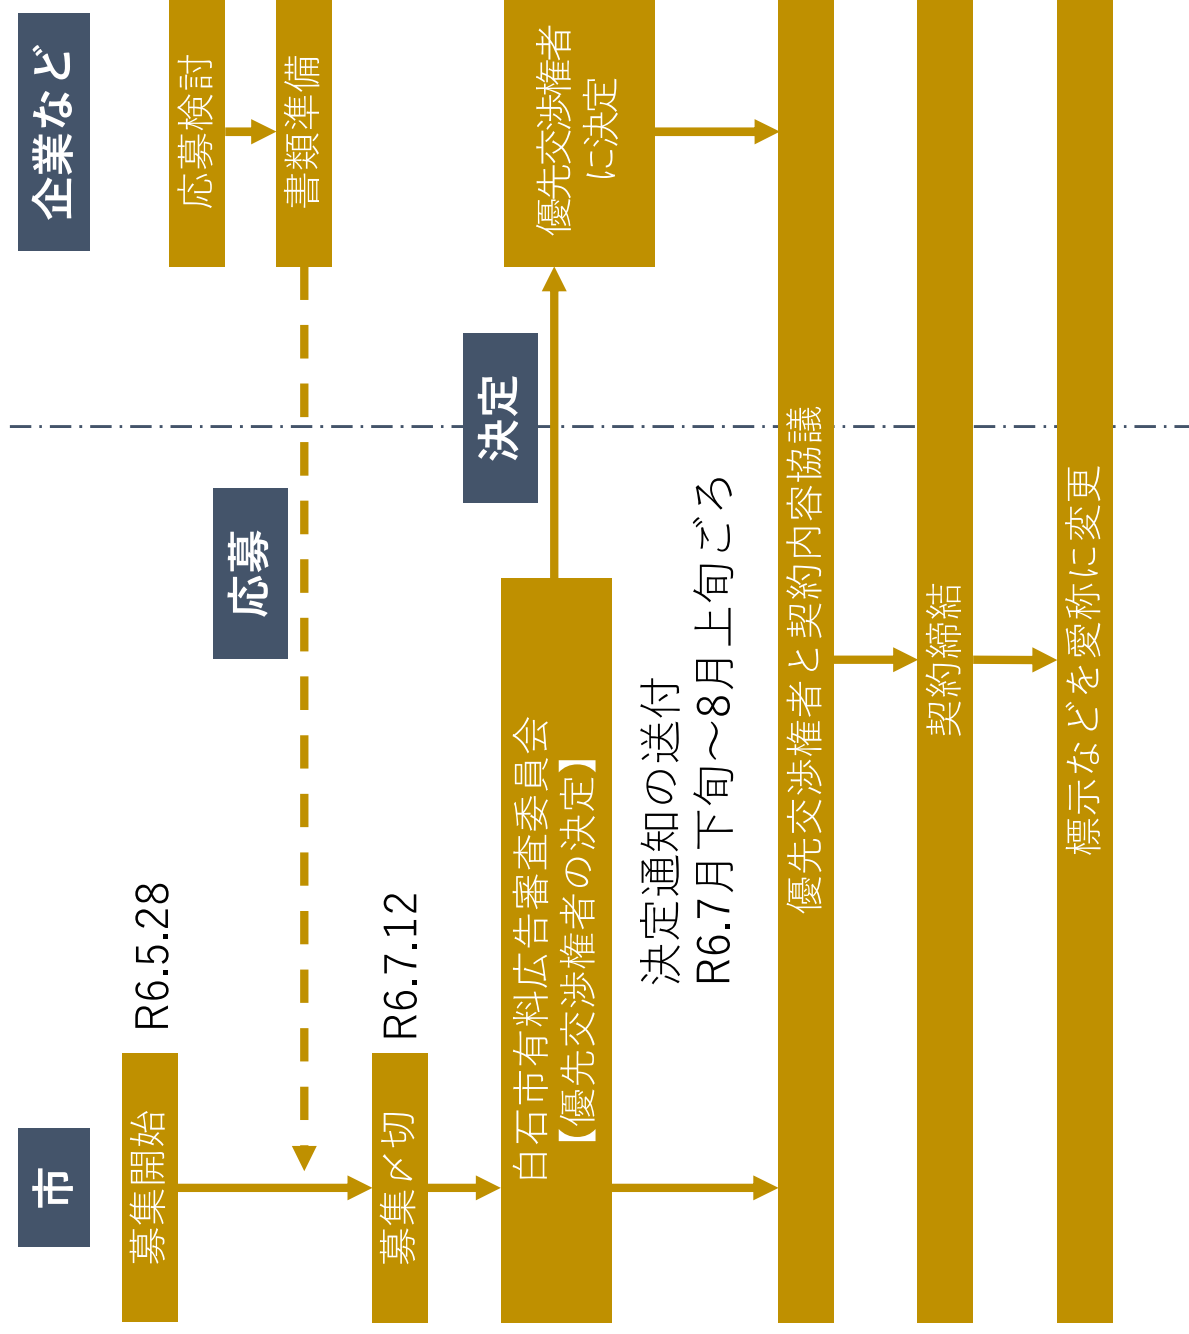 市
企業など
募集開始
R6.5.28
応募検討
書類準備
応募
募集〆切
R6.7.12
白石市有料広告審査委員会
【優先交渉権者の決定】
決定
優先交渉権者
に決定
決定通知の送付
R6.7月下旬~8月上旬ごろ
優先交渉権者と契約内容協議
契約締結
標示などを愛称に変更